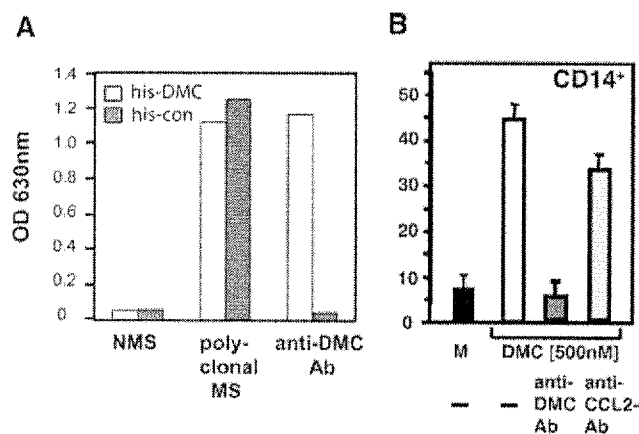 A
B
1.4
1.2
1.0
0.8
0.6
0.4
0.2
0
OD 630nm
his-DMC
his-con
NMS
poly-
clonal
MS
anti-DMC
Ab
CD14+
50
40
30
20
10
0
M
DMC [500nM]
–
–
anti-
DMC
Ab
anti-
CCL2-
Ab